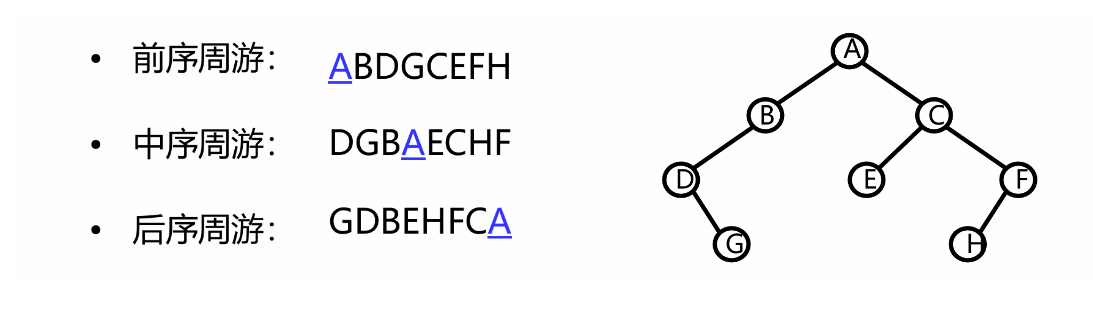 • 前序周游： ABDGCEFH
• 中序周游： DGBAECHF
• 后序周游： GDBEHFCA
A
B C
D E F
G H